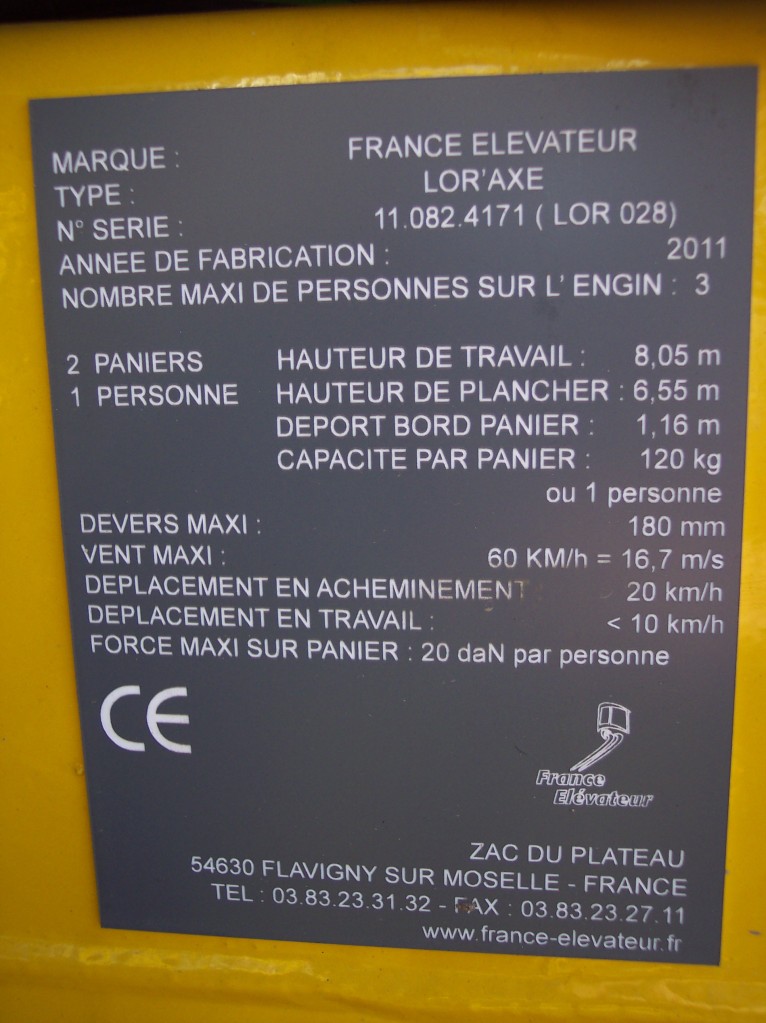 MARQUE : FRANCE ELEVATEUR
TYPE : LOR'AXE
N° SERIE : 11.082.4171 ( LOR 028)
ANNEE DE FABRICATION : 2011
NOMBRE MAXI DE PERSONNES SUR L' ENGIN : 3
2 PANIERS HAUTEUR DE TRAVAIL : 8,05 m
1 PERSONNE HAUTEUR DE PLANCHER : 6,55 m
DEPORT BORD PANIER : 1,16 m
CAPACITE PAR PANIER : 120 kg
ou 1 personne
DEVERS MAXI : 180 mm
VENT MAXI : 60 KM/h = 16,7 m/s
DEPLACEMENT EN ACHEMINEMENT : 20 km/h
DEPLACEMENT EN TRAVAIL : < 10 km/h
FORCE MAXI SUR PANIER : 20 daN par personne
CE
France
Elévateur
ZAC DU PLATEAU
54630 FLAVIGNY SUR MOSELLE - FRANCE
TEL : 03.83.23.31.32 - FAX : 03.83.23.27.11
www.france-elevateur.fr